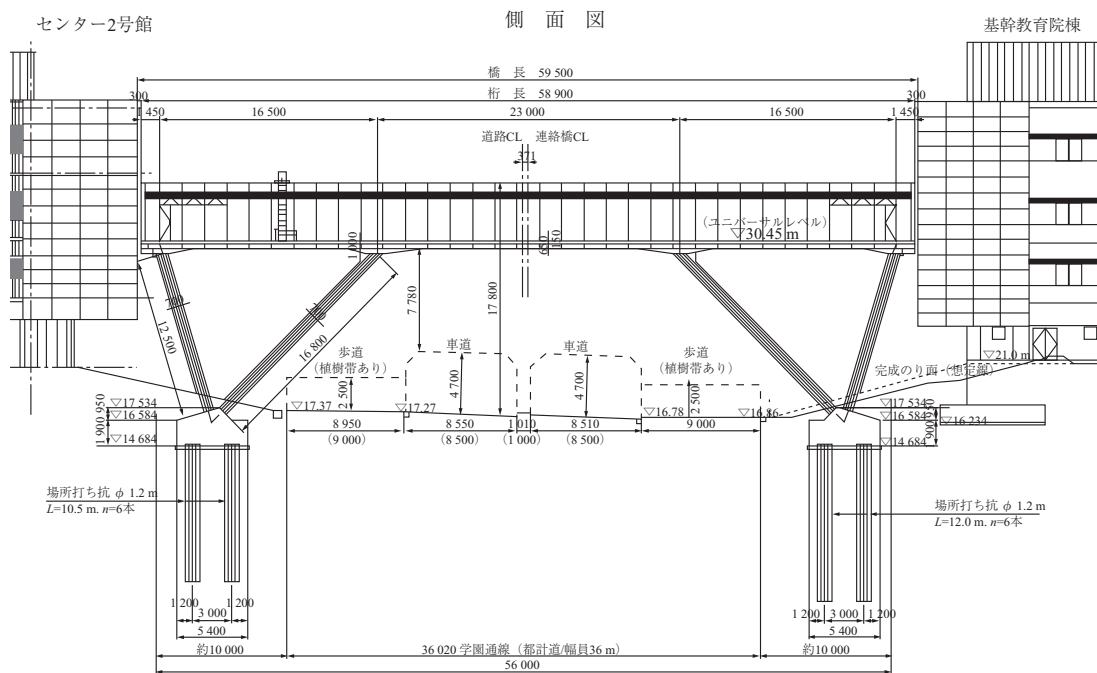 側 面 図
センター2号館
基幹教育院棟
橋 長 59 500
300
桁 長 58 900
300
1 450
16 500
23 000
16 500
1 450
道路CL 連絡橋CL
371
(ユニバーサルレベル)
▽30.45 m
1 000
650
150
17 800
7 780
700
12 500
700
16 800
歩道
(植樹帯あり)
車道
車道
歩道
(植樹帯あり)
▽21.0 m
完成のり面 (想定線)
2 500
4 700
4 700
2 500
▽17 534
▽16 584
▽14 684
950
1 900
▽17.37
▽17.27
▽16.78
▽16.86
▽17 534
▽16 584
▽16 234
▽14 684
950
1 900
8 950
8 550
1 010
8 510
9 000
(9 000)
(8 500)
(1 000)
(8 500)
場所打ち抗 φ 1.2 m
L=10.5 m. n=6本
場所打ち抗 φ 1.2 m
L=12.0 m. n=6本
1 200
3 000
1 200
5 400
1 200
3 000
1 200
5 400
約10 000
36 020 学園通線(都計道/幅員36 m)
約10 000
56 000